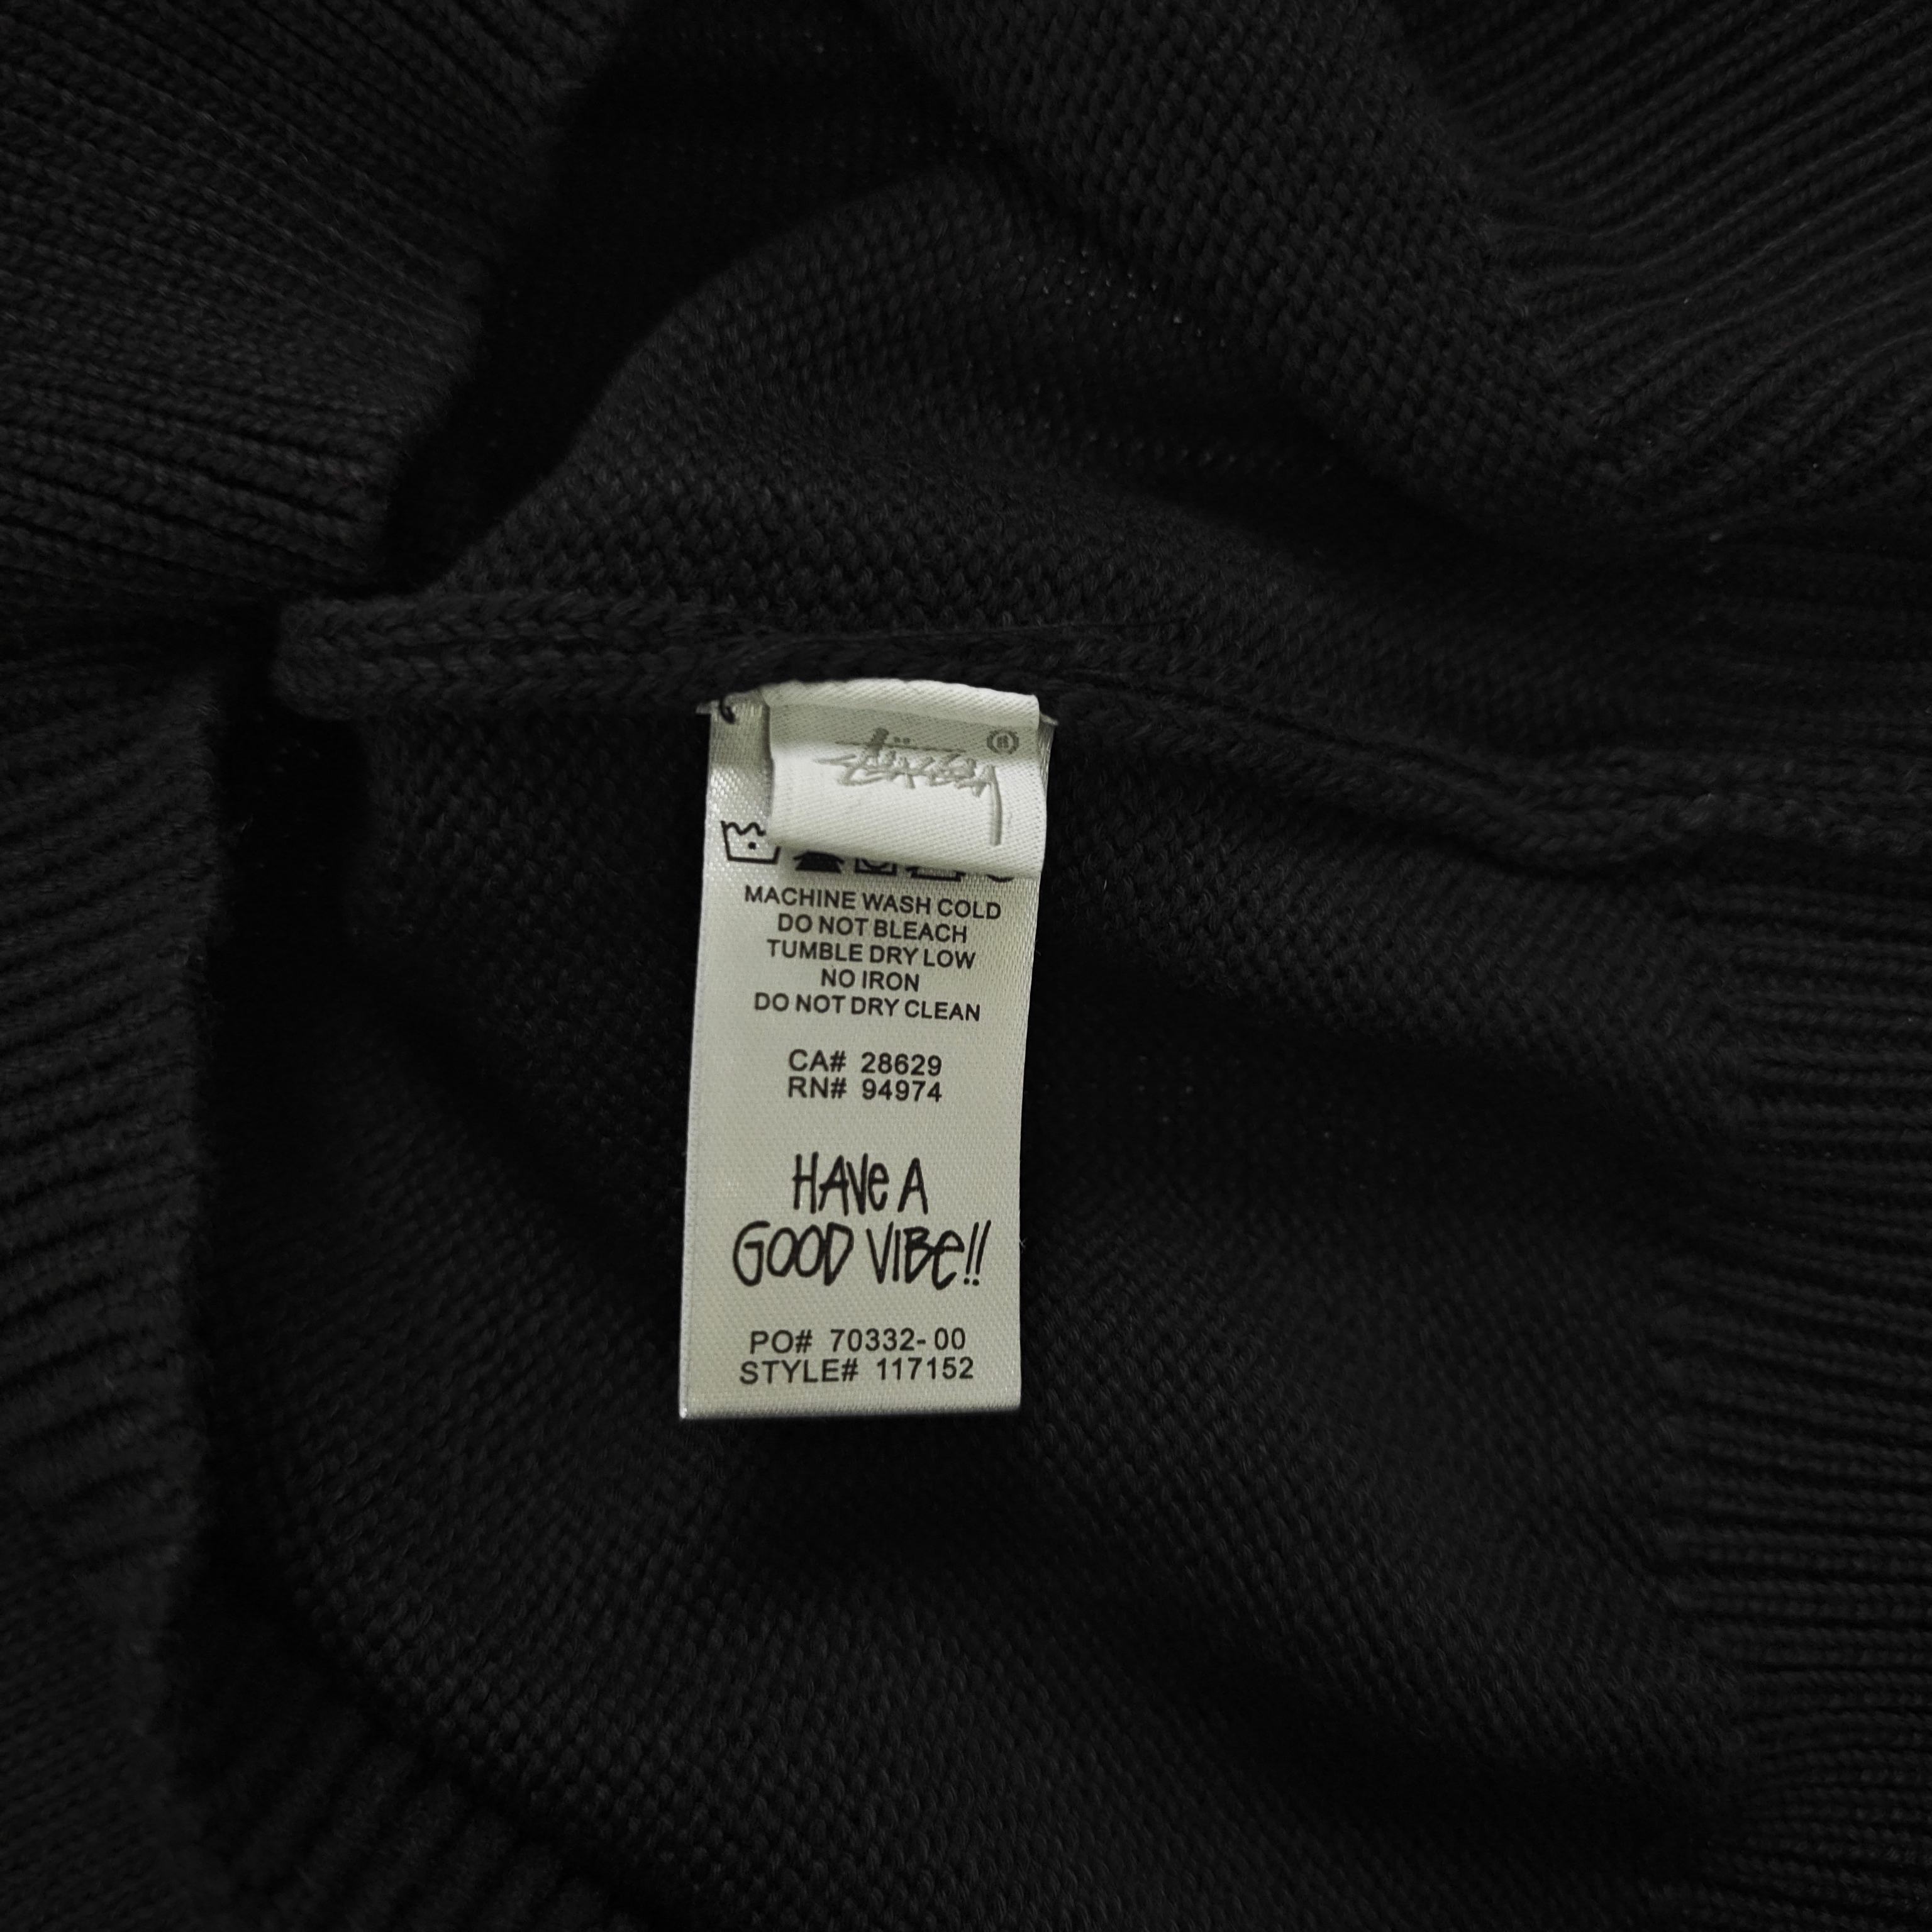 Stüssy ®
MACHINE WASH COLD
DO NOT BLEACH
TUMBLE DRY LOW
NO IRON
DO NOT DRY CLEAN
CA# 28629
RN# 94974
HAVe A
GOOD VIBe!!
PO# 70332-00
STYLE# 117152